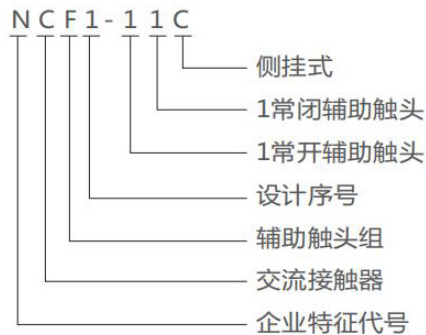 NCF1-11C
侧挂式
1常闭辅助触头
1常开辅助触头
设计序号
辅助触头组
交流接触器
企业特征代号